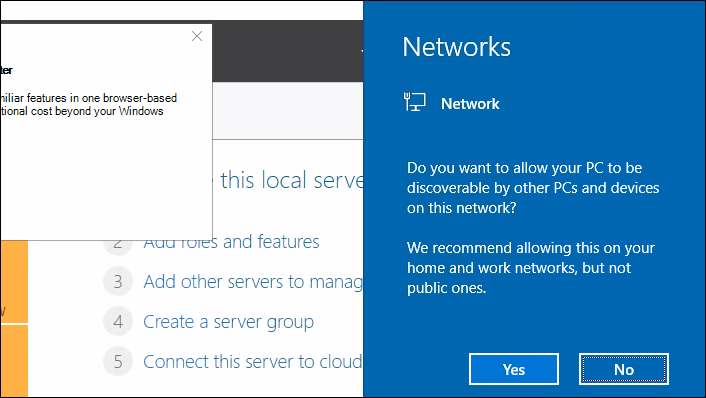 ter
niliar features in one browser-based
tional cost beyond your Windows
this local serve
2 Add roles and features
3 Add other servers to manag
4 Create a server group
5 Connect this server to cloud
Networks
Network
Do you want to allow your PC to be
discoverable by other PCs and devices
on this network?
We recommend allowing this on your
home and work networks, but not
public ones.
Yes
No